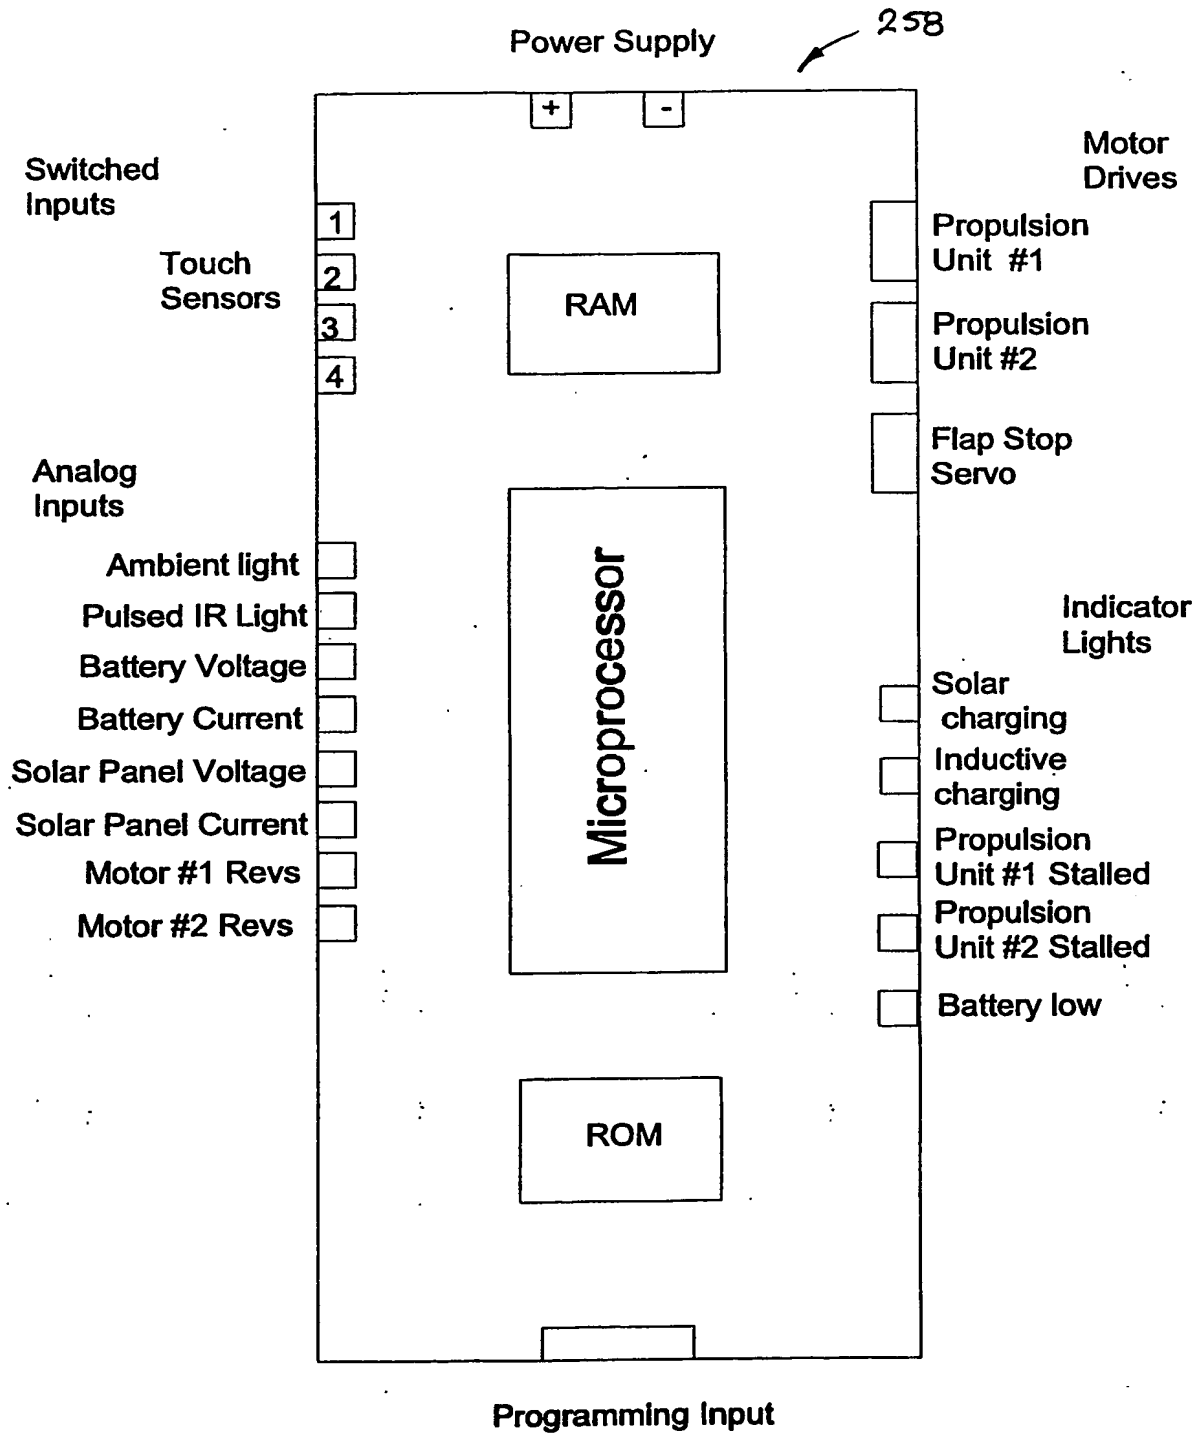 258
Power Supply
+ -
Switched
Inputs
1
Touch
Sensors
2
3
4
Analog
Inputs
Ambient light
Pulsed IR Light
Battery Voltage
Battery Current
Solar Panel Voltage
Solar Panel Current
Motor #1 Revs
Motor #2 Revs
RAM
Microprocessor
ROM
Motor
Drives
Propulsion
Unit #1
Propulsion
Unit #2
Flap Stop
Servo
Indicator
Lights
Solar
charging
Inductive
charging
Propulsion
Unit #1 Stalled
Propulsion
Unit #2 Stalled
Battery low
Programming Input